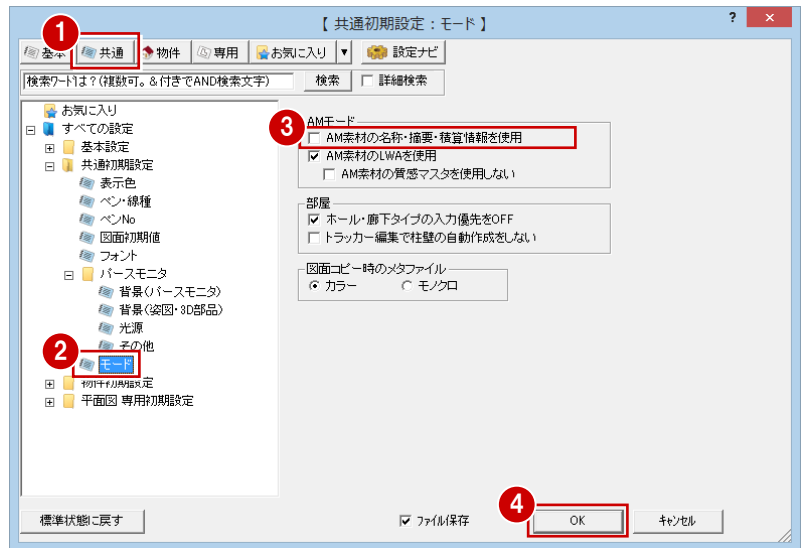 【 共通初期設定：モード 】
?
×
1
基本
共通
物件
専用
お気に入り
▼
設定ナビ
検索ワードは？(複数可。＆付きでAND検索文字)
検索
詳細検索
お気に入り
すべての設定
基本設定
共通初期設定
表示色
ペン・線種
ペンNo
図面初期値
フォント
パースモニタ
背景(パースモニタ)
背景(姿図・3D部品)
光源
その他
2
モード
物件初期設定
平面図 専用初期設定
AMモード
3
AM素材の名称・摘要・積算情報を使用
AM素材のLWAを使用
AM素材の質感マスタを使用しない
部屋
ホール・廊下タイプの入力優先をOFF
トラッカー編集で柱壁の自動作成をしない
図面コピー時のメタファイル
カラー
モノクロ
標準状態に戻す
ファイル保存
4
OK
キャンセル